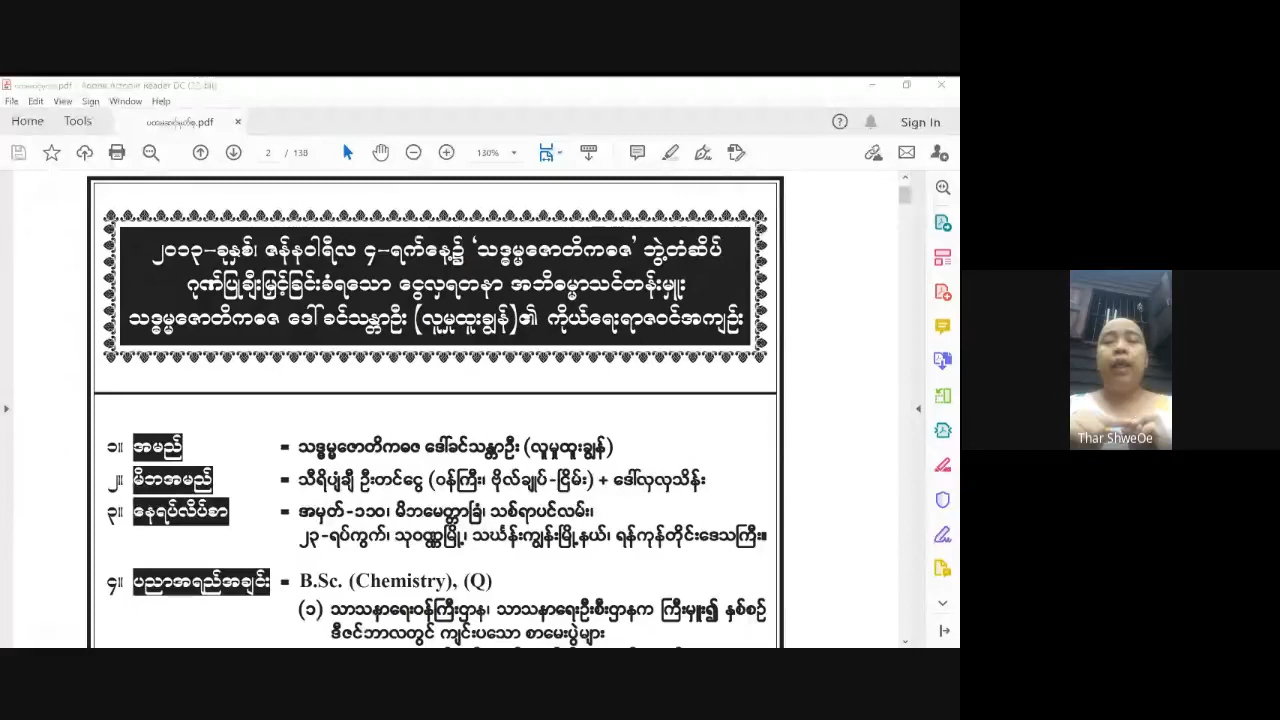 File Edit View Sign Window Help
Home Tools
Sign In
2 / 138 130%
၂၀၁၃-ခုနှစ်၊ ဇန်နဝါရီလ ၄-ရက်နေ့၌ ‘သဒ္ဓမ္မဇောတိကဓဇ’ ဘွဲ့တံဆိပ်
ဂုဏ်ပြုချီးမြှင့်ခြင်းခံရသော ငွေလှရတနာ အဘိဓမ္မာသင်တန်းမှူး
သဒ္ဓမ္မဇောတိကဓဇ ဒေါ်ခင်သန္တာဦး (လူမှုထူးချွန်)၏ ကိုယ်ရေးရာဇဝင်အကျဉ်း
၁။ အမည် = သဒ္ဓမ္မဇောတိကဓဇ ဒေါ်ခင်သန္တာဦး (လူမှုထူးချွန်)
၂။ မိဘအမည် = သီရိပျံချီ ဦးတင်ငွေ (ဝန်ကြီး၊ ဗိုလ်ချုပ်-ငြိမ်း) + ဒေါ်လှလှသိန်း
၃။ နေရပ်လိပ်စာ = အမှတ်-၁၁၀၊ မိဘမေတ္တာခြံ၊ သစ်ရာပင်လမ်း၊
၂၃-ရပ်ကွက်၊ သုဝဏ္ဏမြို့၊ သင်္ဃန်းကျွန်းမြို့နယ်၊ ရန်ကုန်တိုင်းဒေသကြီး။
၄။ ပညာအရည်အချင်း = B.Sc. (Chemistry), (Q)
(၁) သာသနာရေးဝန်ကြီးဌာန၊ သာသနာရေးဦးစီးဌာနက ကြီးမှူး၍ နှစ်စဉ်
ဒီဇင်ဘာလတွင် ကျင်းပသော စာမေးပွဲများ
Thar ShweOe